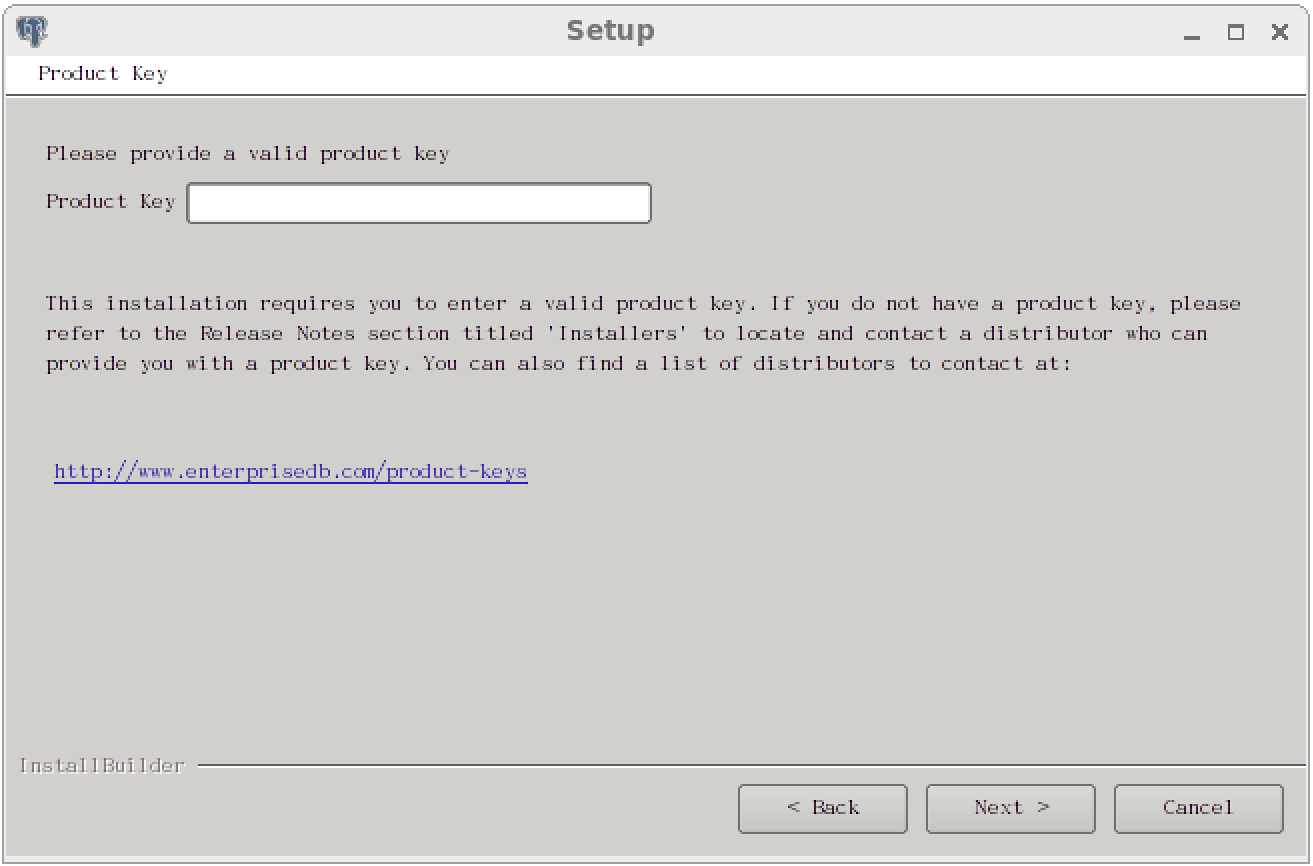 Setup
Product Key
Please provide a valid product key
Product Key
This installation requires you to enter a valid product key. If you do not have a product key, please
refer to the Release Notes section titled 'Installers' to locate and contact a distributor who can
provide you with a product key. You can also find a list of distributors to contact at:
http://www.enterprisedb.com/product-keys
InstallBuilder
< Back Next > Cancel